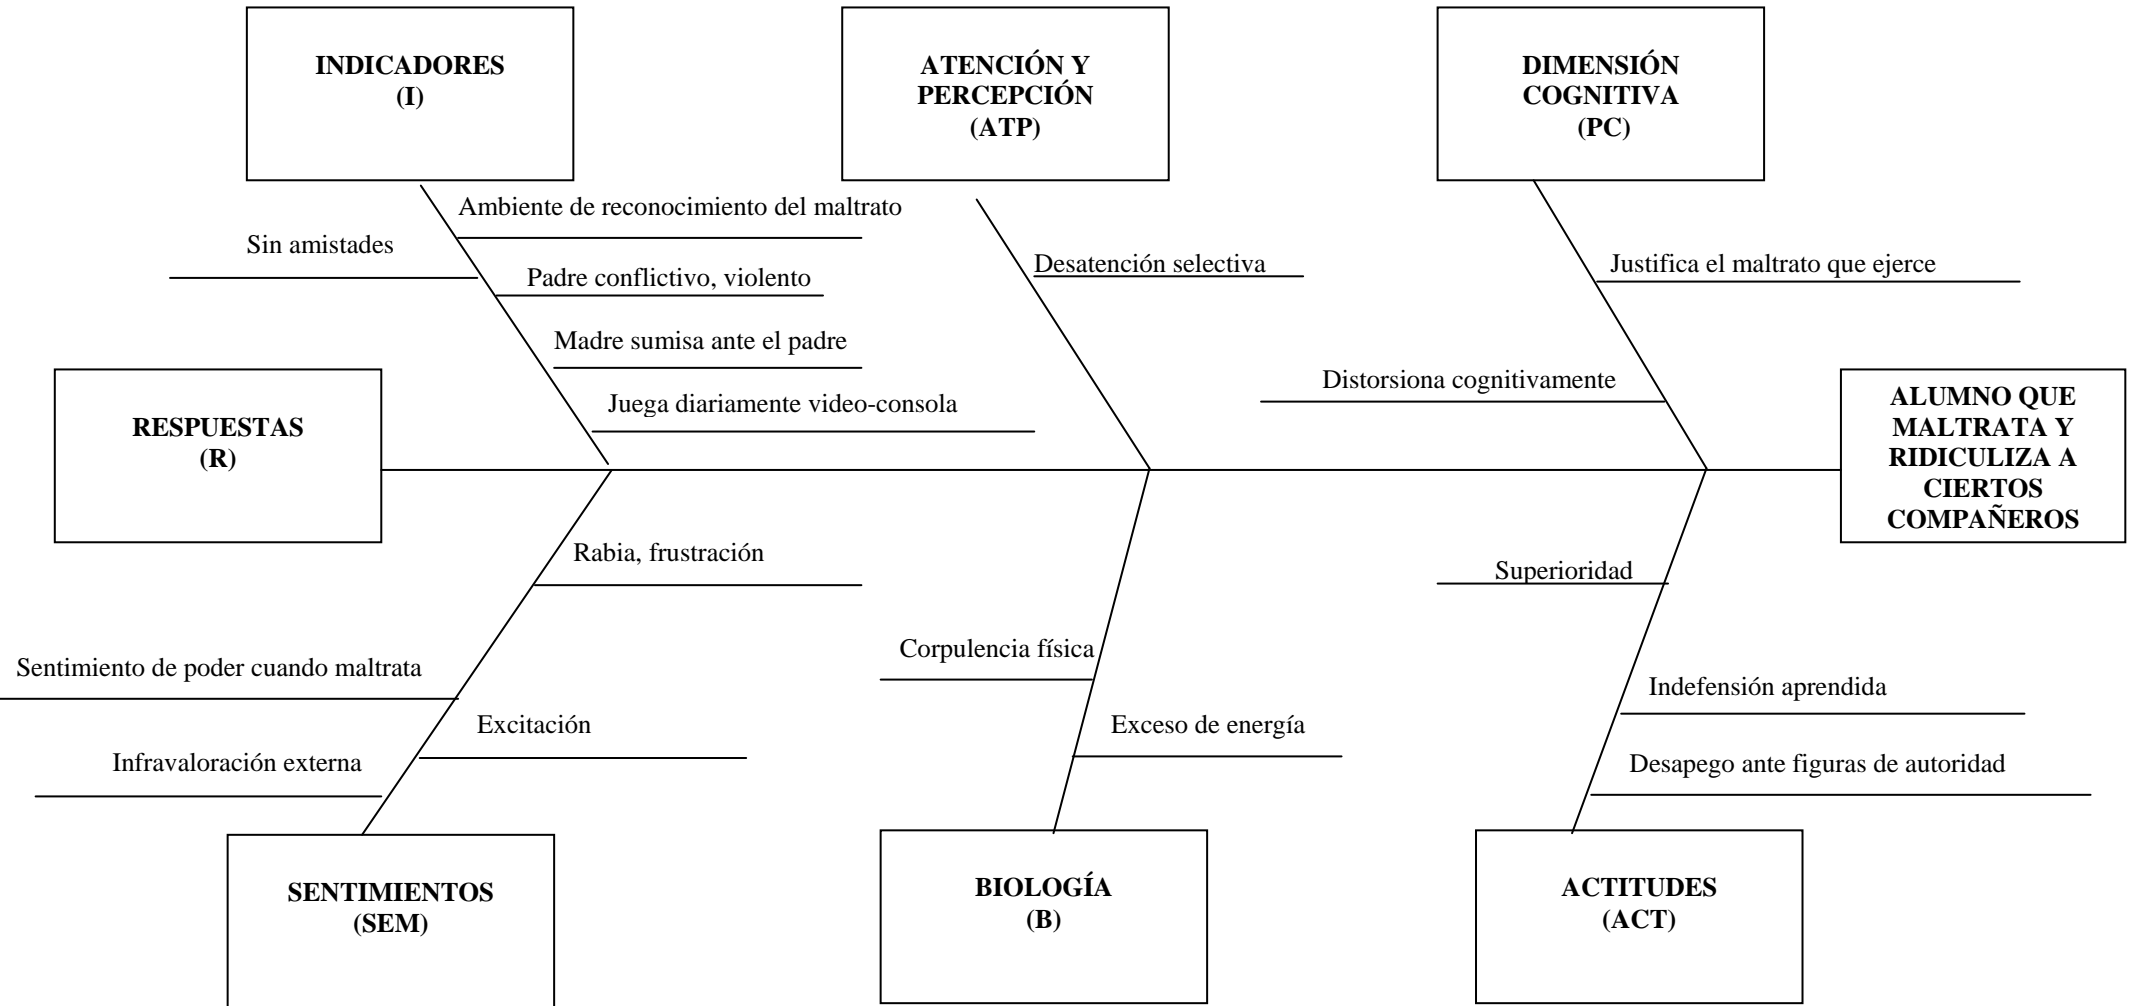 INDICADORES
(I)
ATENCIÓN Y
PERCEPCIÓN
(ATP)
DIMENSIÓN
COGNITIVA
(PC)
Ambiente de reconocimiento del maltrato
Sin amistades
Padre conflictivo, violento
Madre sumisa ante el padre
Juega diariamente video-consola
Desatención selectiva
Justifica el maltrato que ejerce
Distorsiona cognitivamente
RESPUESTAS
(R)
ALUMNO QUE
MALTRATA Y
RIDICULIZA A
CIERTOS
COMPAÑEROS
Rabia, frustración
Sentimiento de poder cuando maltrata
Excitación
Infravaloración externa
Corpulencia física
Exceso de energía
Superioridad
Indefensión aprendida
Desapego ante figuras de autoridad
SENTIMIENTOS
(SEM)
BIOLOGÍA
(B)
ACTITUDES
(ACT)